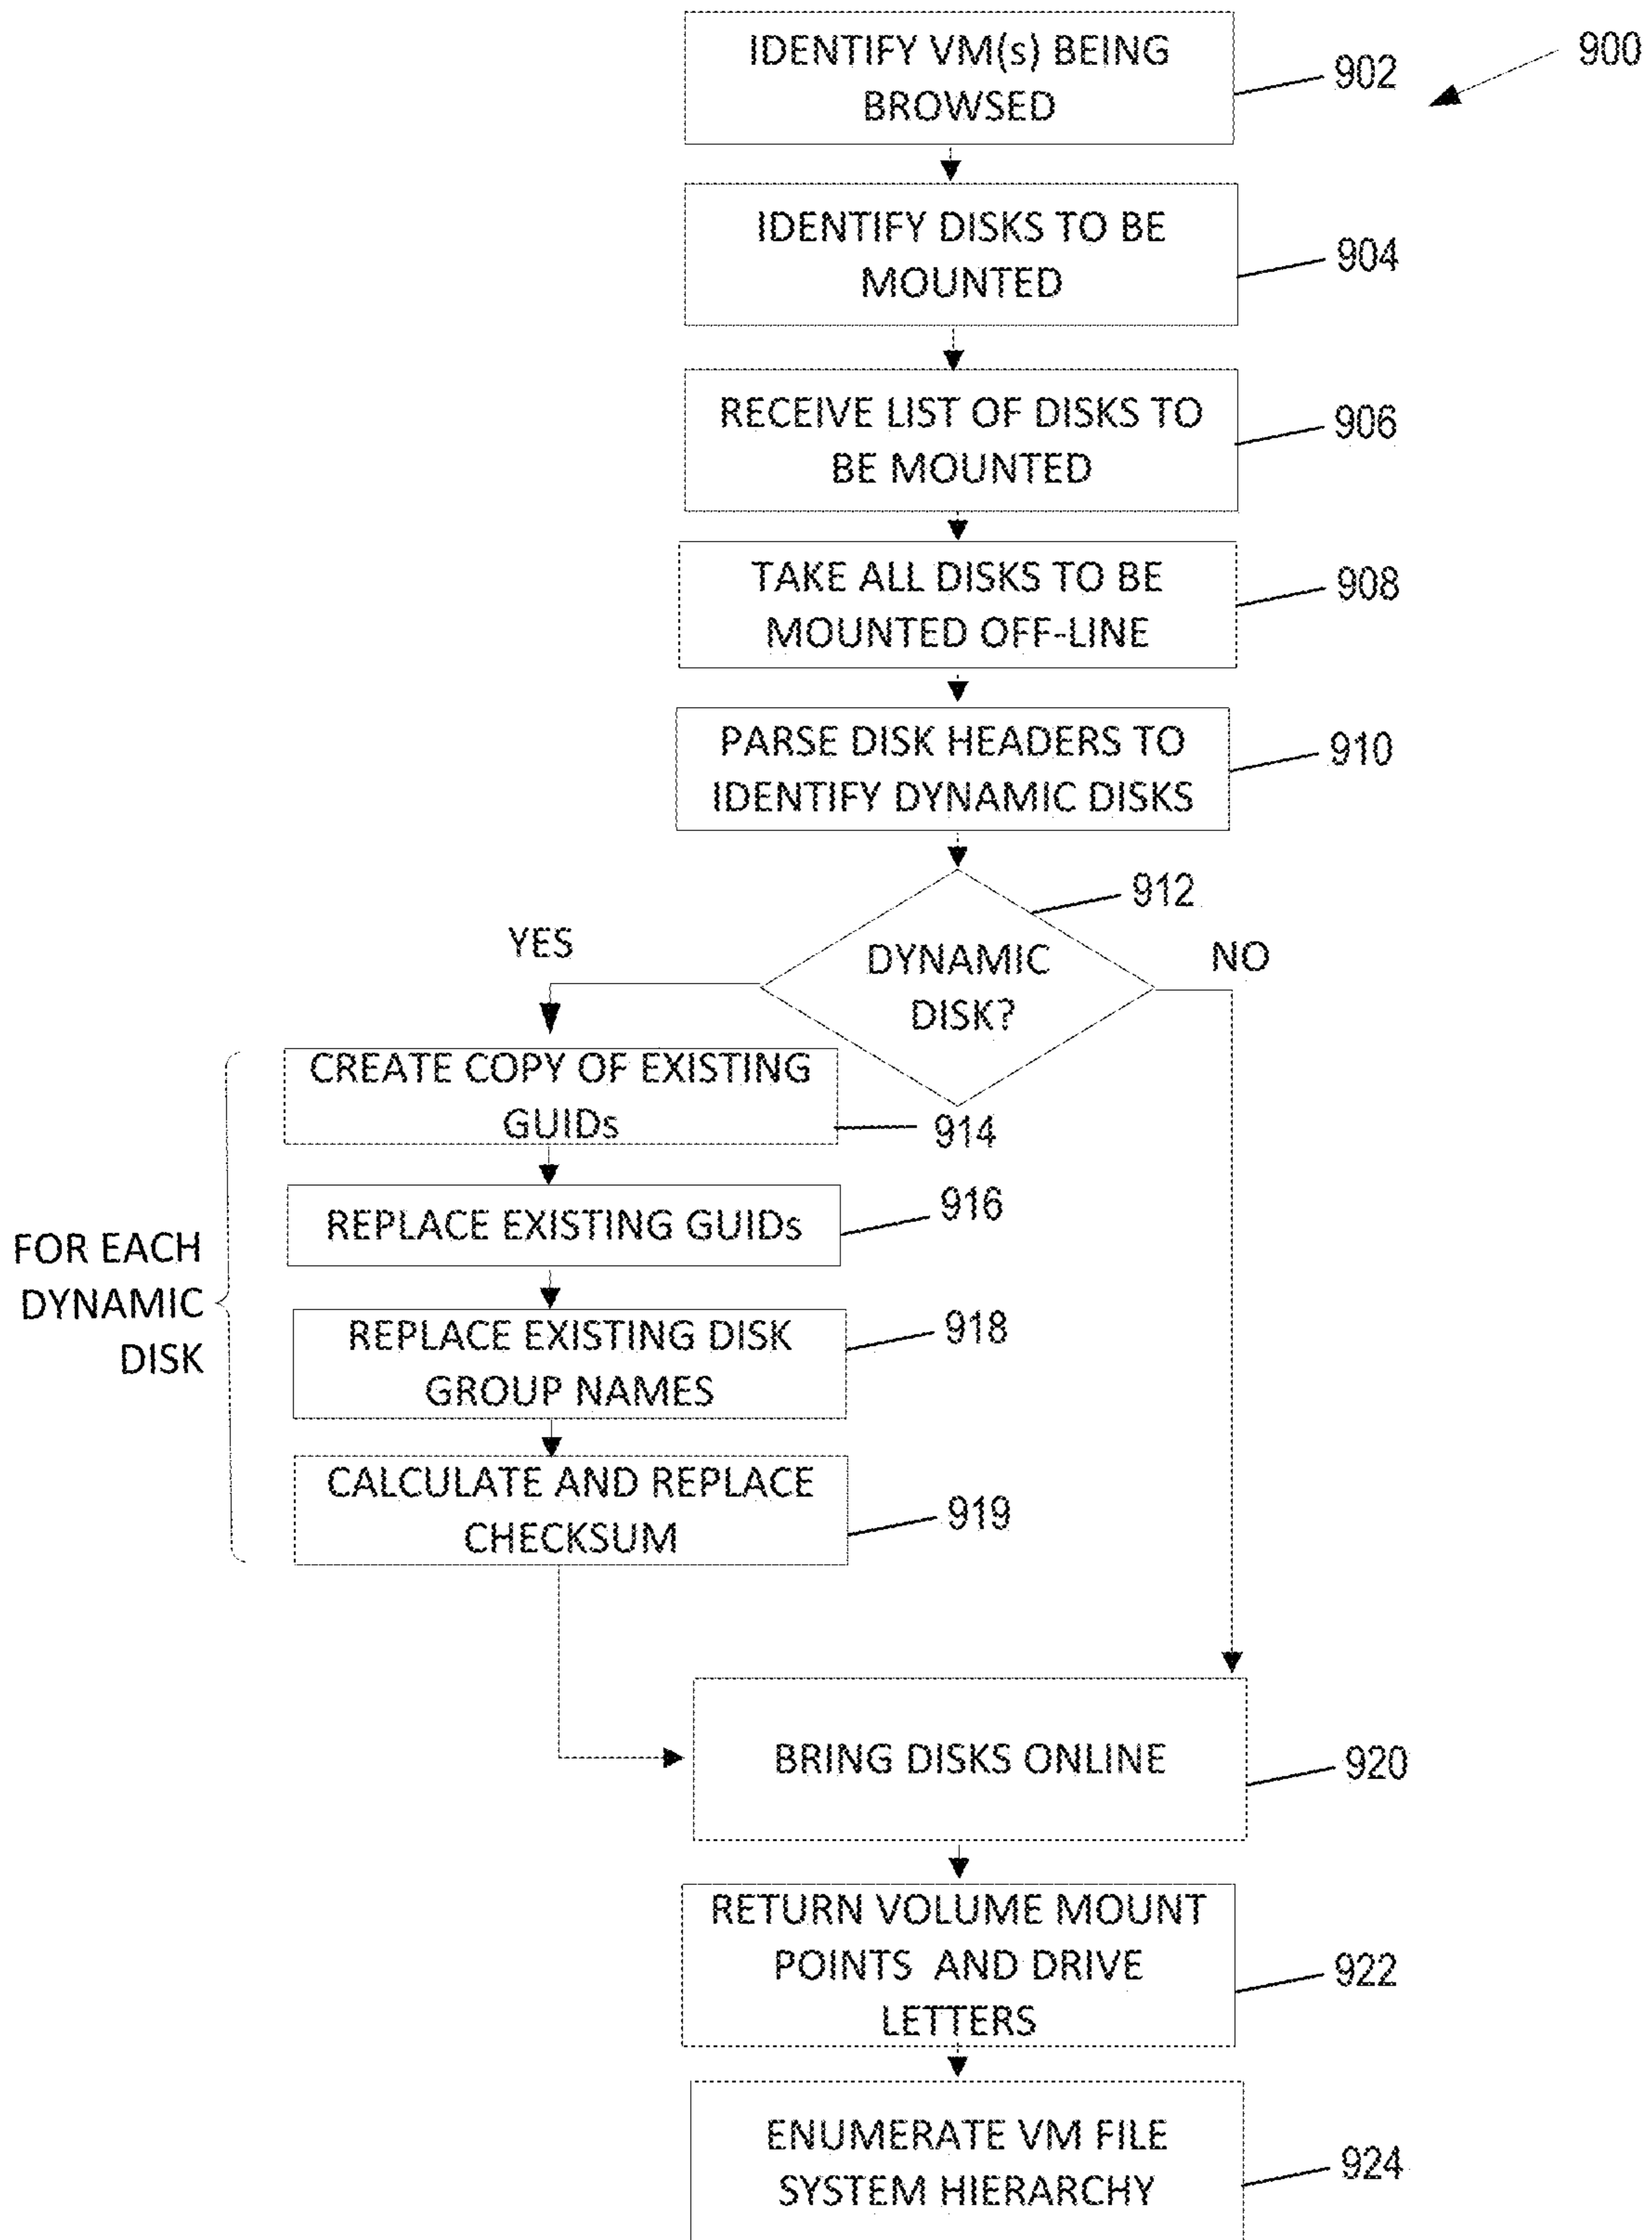 IDENTIFY VM(s) BEING
BROWSED
902
900
IDENTIFY DISKS TO BE
MOUNTED
904
RECEIVE LIST OF DISKS TO
BE MOUNTED
906
TAKE ALL DISKS TO BE
MOUNTED OFF-LINE
908
PARSE DISK HEADERS TO
IDENTIFY DYNAMIC DISKS
910
912
YES
DYNAMIC
DISK?
NO
CREATE COPY OF EXISTING
GUIDs
914
REPLACE EXISTING GUIDs
916
FOR EACH
DYNAMIC
DISK
REPLACE EXISTING DISK
GROUP NAMES
918
CALCULATE AND REPLACE
CHECKSUM
919
BRING DISKS ONLINE
920
RETURN VOLUME MOUNT
POINTS AND DRIVE
LETTERS
922
ENUMERATE VM FILE
SYSTEM HIERARCHY
924